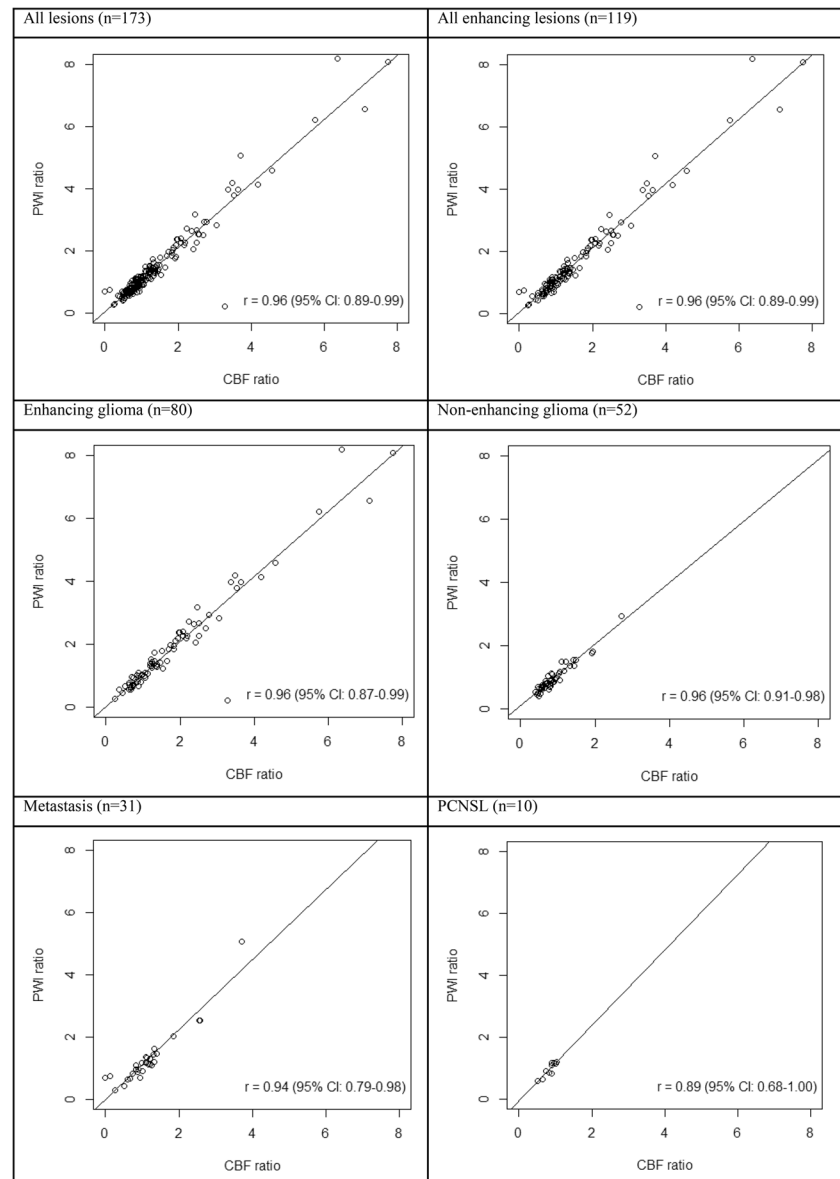 All lesions (n=173)
All enhancing lesions (n=119)
8
6
4
2
0
PWI ratio
r = 0.96 (95% CI: 0.89-0.99)
0 2 4 6 8
CBF ratio
8
6
4
2
0
PWI ratio
r = 0.96 (95% CI: 0.89-0.99)
0 2 4 6 8
CBF ratio
Enhancing glioma (n=80)
Non-enhancing glioma (n=52)
8
6
4
2
0
PWI ratio
r = 0.96 (95% CI: 0.87-0.99)
0 2 4 6 8
CBF ratio
8
6
4
2
0
PWI ratio
r = 0.96 (95% CI: 0.91-0.98)
0 2 4 6 8
CBF ratio
Metastasis (n=31)
PCNSL (n=10)
8
6
4
2
0
PWI ratio
r = 0.94 (95% CI: 0.79-0.98)
0 2 4 6 8
CBF ratio
8
6
4
2
0
PWI ratio
r = 0.89 (95% CI: 0.68-1.00)
0 2 4 6 8
CBF ratio